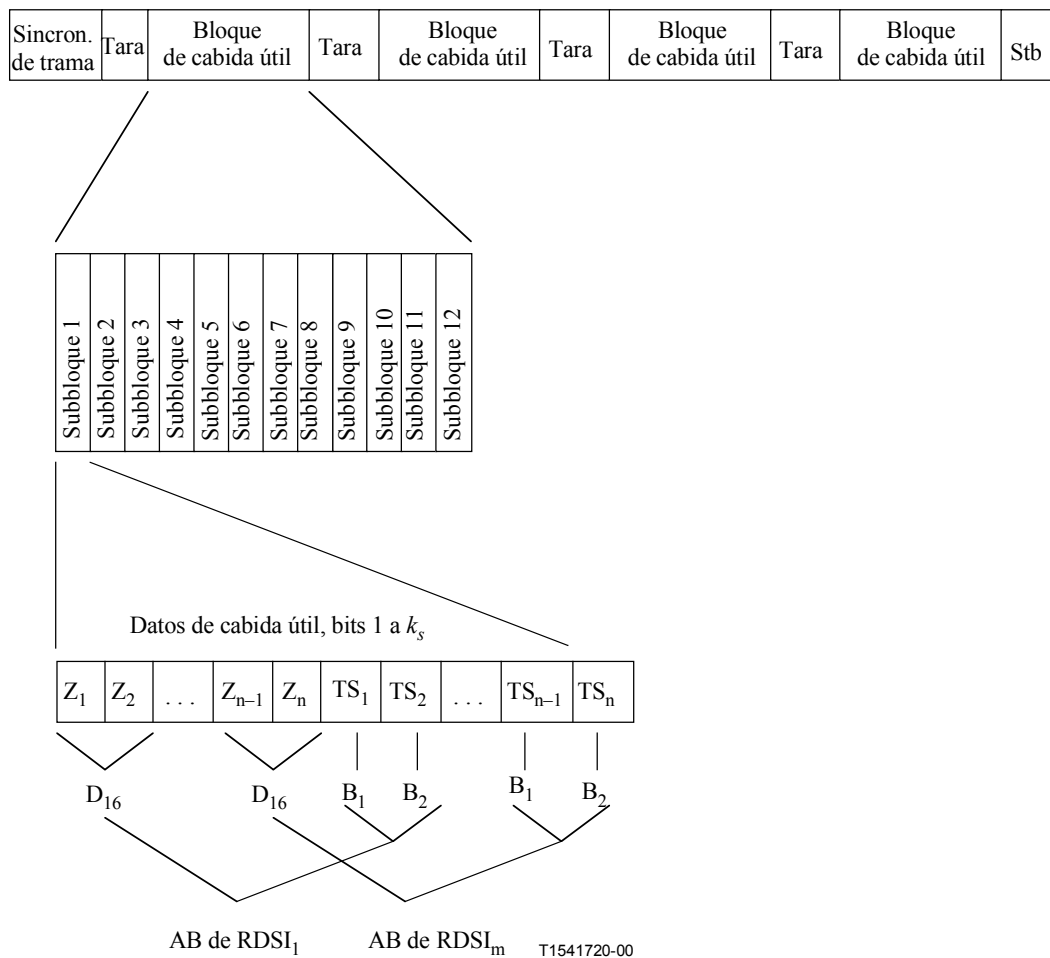 Sincron.
de trama
Tara
Bloque
de cabida útil
Tara
Bloque
de cabida útil
Tara
Bloque
de cabida útil
Tara
Bloque
de cabida útil
Stb
Subbloque 1
Subbloque 2
Subbloque 3
Subbloque 4
Subbloque 5
Subbloque 6
Subbloque 7
Subbloque 8
Subbloque 9
Subbloque 10
Subbloque 11
Subbloque 12
Datos de cabida útil, bits 1 a kₛ
Z₁ Z₂ . . . Zₙ₋₁ Zₙ TS₁ TS₂ . . . TSₙ₋₁ TSₙ
D₁₆ D₁₆ B₁ B₂ B₁ B₂
AB de RDSI₁ AB de RDSIₘ
T1541720-00